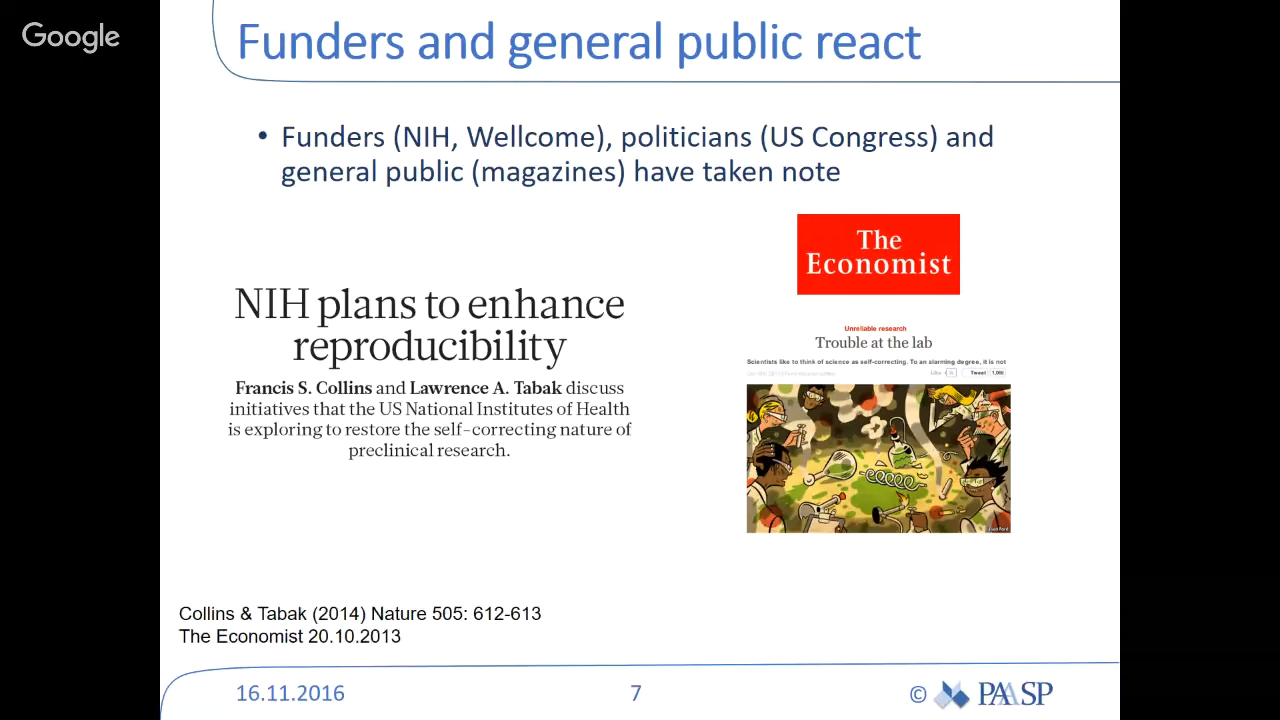 Google
Funders and general public react
• Funders (NIH, Wellcome), politicians (US Congress) and
general public (magazines) have taken note
The
Economist
NIH plans to enhance
reproducibility
Francis S. Collins and Lawrence A. Tabak discuss
initiatives that the US National Institutes of Health
is exploring to restore the self-correcting nature of
preclinical research.
Unreliable research
Trouble at the lab
Scientists like to think of science as self-correcting. To an alarming degree, it is not
Like Tweet
Collins & Tabak (2014) Nature 505: 612-613
The Economist 20.10.2013
16.11.2016 7 © PAASP